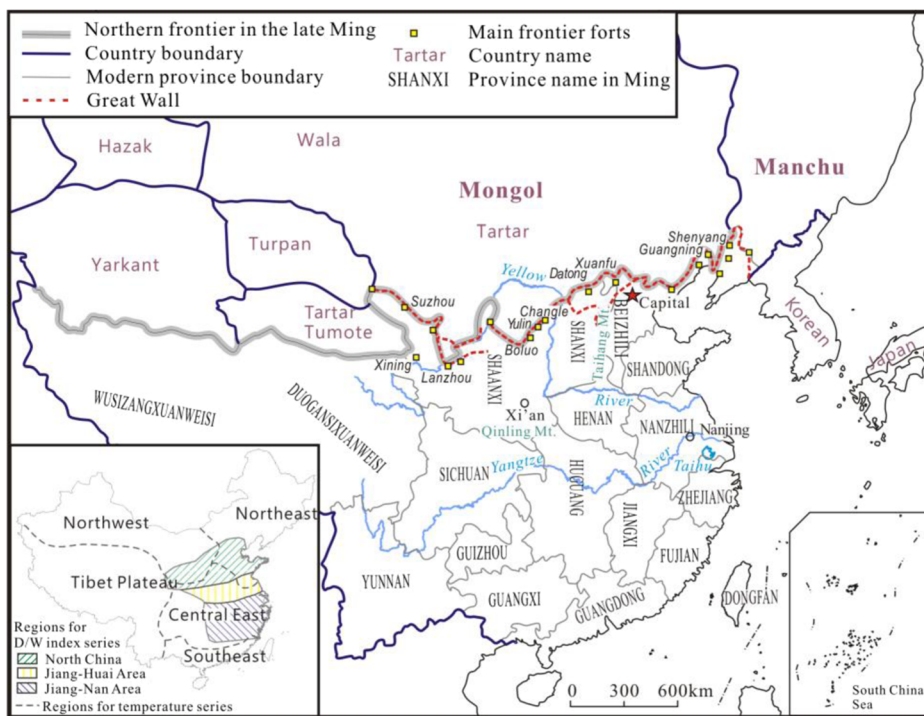 Northern frontier in the late Ming
Country boundary
Modern province boundary
Great Wall
Main frontier forts
Tartar Country name
SHANXI Province name in Ming
Hazak
Wala
Mongol
Manchu
Tartar
Turpan
Yarkant
Tartar
Tumote
Shenyang
Guangning
Xuanfu
Datong
Yellow
Suzhou
Capital
Changle
Yulin
Boluo
Xining
Lanzhou
BEIZHILI
SHANXI
Taihang Mt.
SHAANXI
SHANDONG
Korean
Japan
WUSIZANGXUANWEISI
DUOGANSIXUANWEISI
Xi'an
River
HENAN
NANZHILI
Nanjing
Qinling Mt.
SICHUAN
Yangtze
River
Taihu
HUGUANG
ZHEJIANG
JIANGXI
GUIZHOU
FUJIAN
YUNNAN
GUANGXI
GUANGDONG
DONGFAN
0 300 600km
South China
Sea
Northwest
Northeast
Tibet Plateau
Central East
Southeast
Regions for
D/W index series
North China
Jiang-Huai Area
Jiang-Nan Area
Regions for temperature series